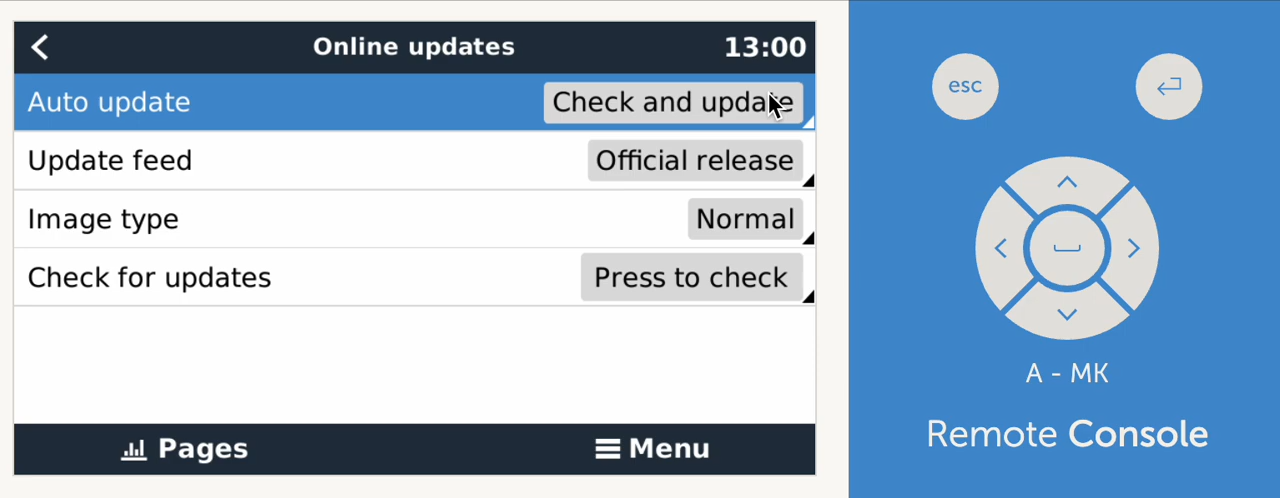 Online updates 13:00
Auto update Check and update
Update feed Official release
Image type Normal
Check for updates Press to check
Pages Menu
esc
A - MK
Remote Console